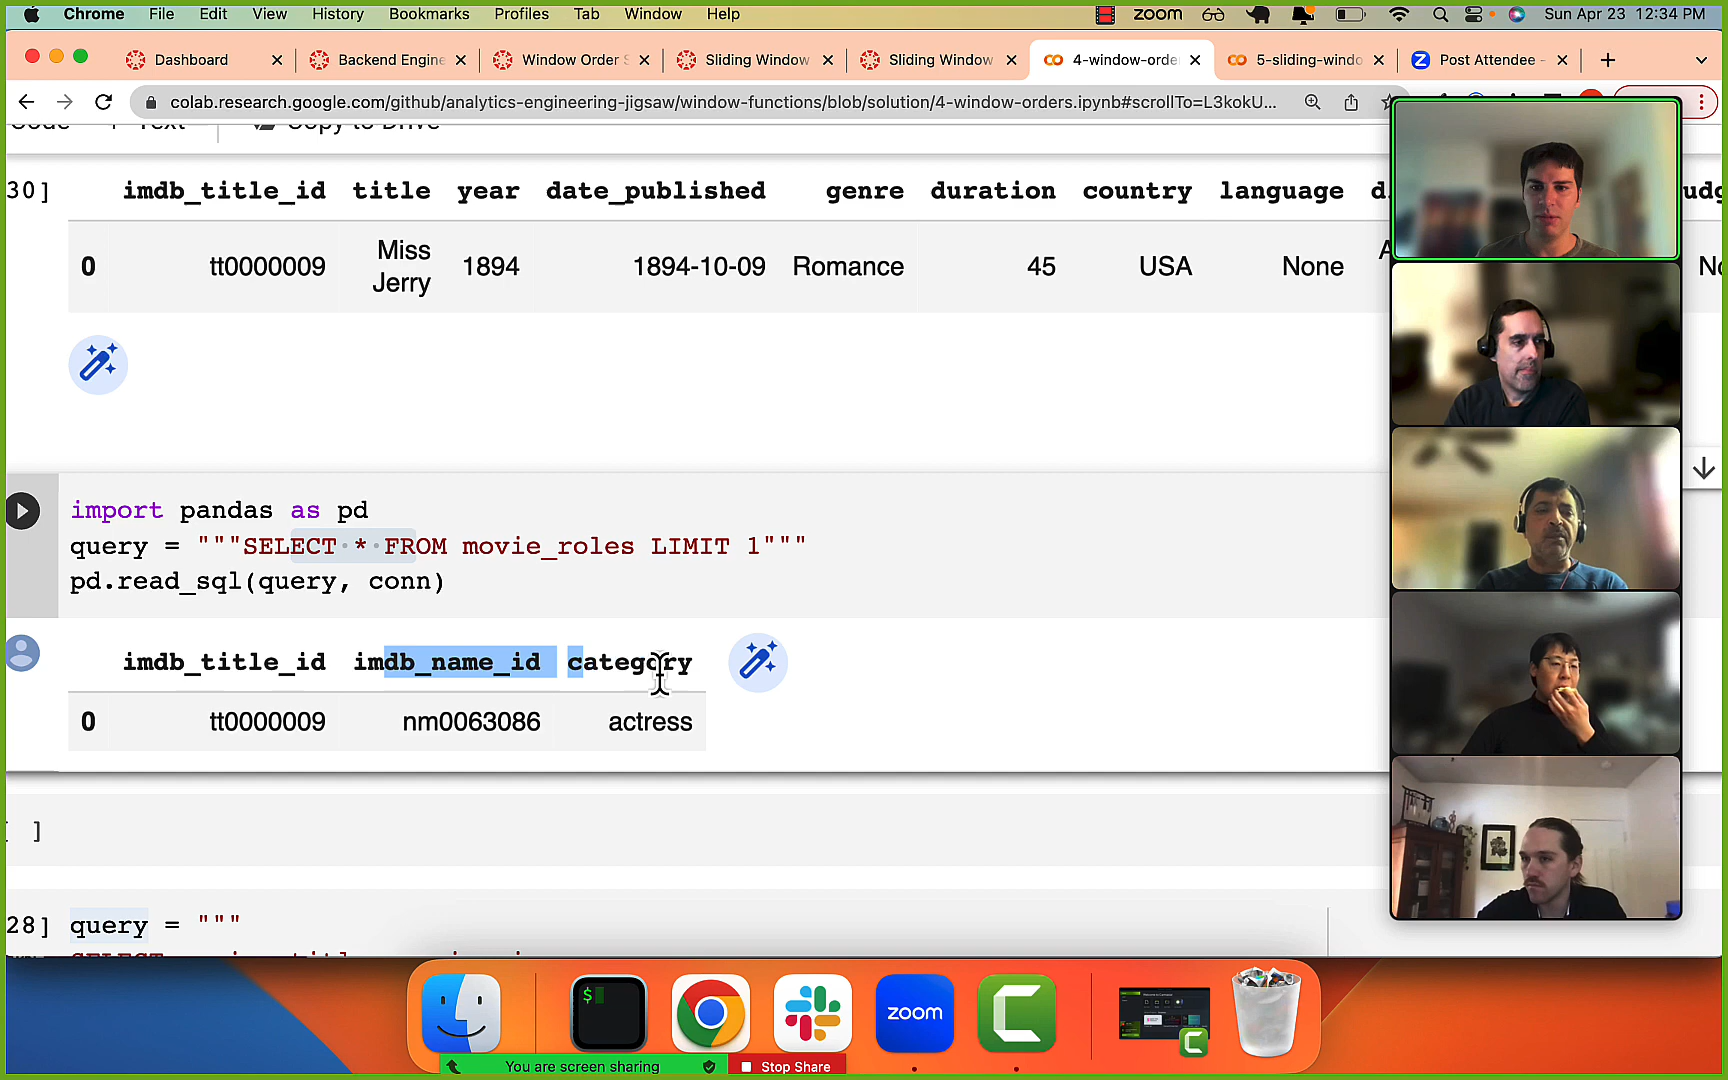 Chrome File Edit View History Bookmarks Profiles Tab Window Help zoom Sun Apr 23 12:34 PM
Dashboard Backend Engine Window Order S Sliding Window Sliding Window 4-window-orde 5-sliding-windo Post Attendee -
colab.research.google.com/github/analytics-engineering-jigsaw/window-functions/blob/solution/4-window-orders.ipynb#scrollTo=L3kokU...
Code + Text Copy to Drive
30] imdb_title_id title year date_published genre duration country language
0 tt0000009 Miss Jerry 1894 1894-10-09 Romance 45 USA None
import pandas as pd
query = """SELECT * FROM movie_roles LIMIT 1"""
pd.read_sql(query, conn)
imdb_title_id imdb_name_id category
0 tt0000009 nm0063086 actress
[ ]
28] query = """
$
zoom
You are screen sharing Stop Share